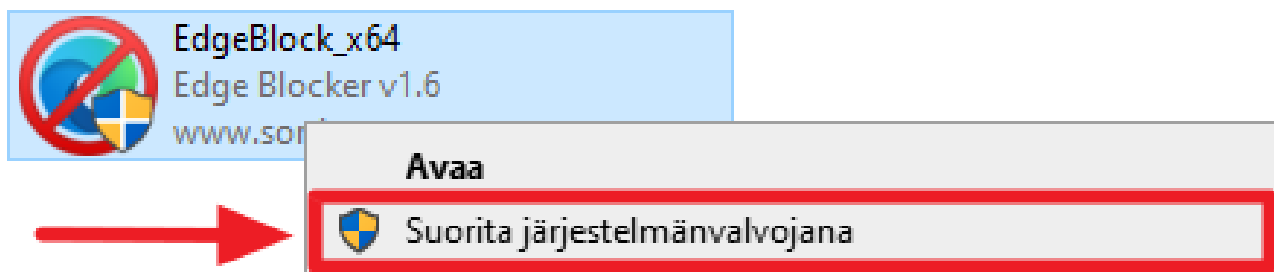 EdgeBlock_x64
Edge Blocker v1.6
Avaa
Suorita järjestelmänvalvojana